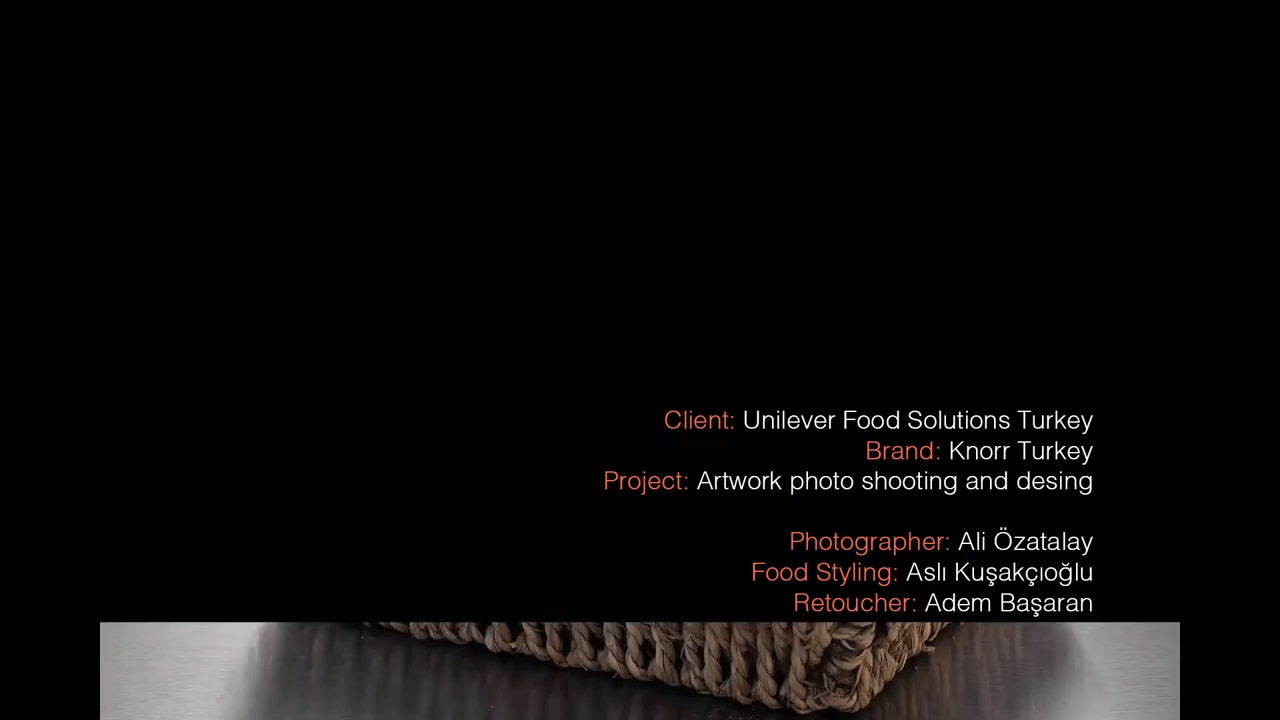 Client: Unilever Food Solutions Turkey
Brand: Knorr Turkey
Project: Artwork photo shooting and desing
Photographer: Ali Özatalay
Food Styling: Aslı Kuşakçıoğlu
Retoucher: Adem Başaran